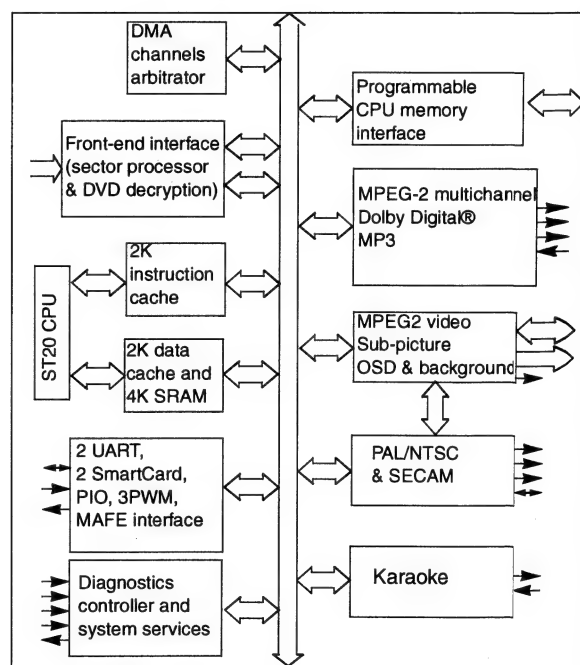 DMA
channels
arbitrator
Front-end interface
(sector processor
& DVD decryption)
ST20 CPU
2K
instruction
cache
2K data
cache and
4K SRAM
2 UART,
2 SmartCard,
PIO, 3PWM,
MAFE interface
Diagnostics
controller and
system services
Programmable
CPU memory
interface
MPEG-2 multichannel
Dolby Digital®
MP3
MPEG2 video
Sub-picture
OSD & background
PAL/NTSC
& SECAM
Karaoke